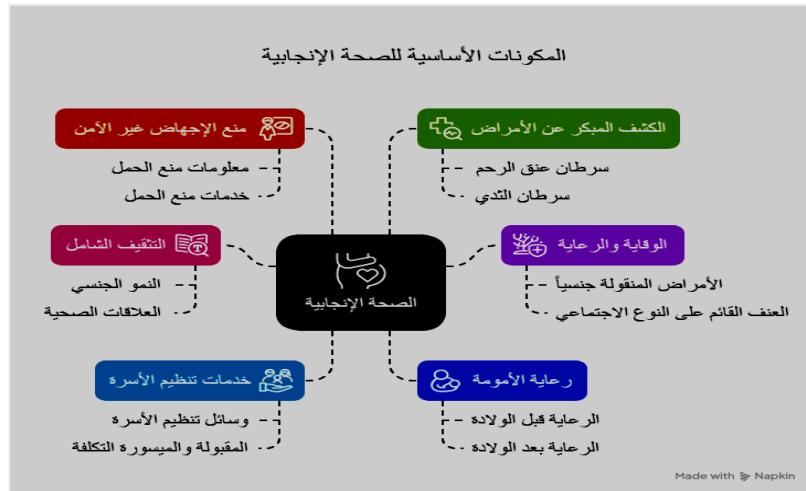 المكونات الأساسية للصحة الإنجابية
الكشف المبكر عن الأمراض
سرطان عنق الرحم
سرطان الثدي
الوقاية والرعاية
الأمراض المنقولة جنسياً
العنف القائم على النوع الاجتماعي
رعاية الأمومة
الرعاية قبل الولادة
الرعاية بعد الولادة
الصحة الإنجابية
منع الإجهاض غير الآمن
معلومات منع الحمل
خدمات منع الحمل
التثقيف الشامل
النمو الجنسي
العلاقات الصحية
خدمات تنظيم الأسرة
وسائل تنظيم الأسرة
المقبولة والميسورة التكلفة
Made with Napkin